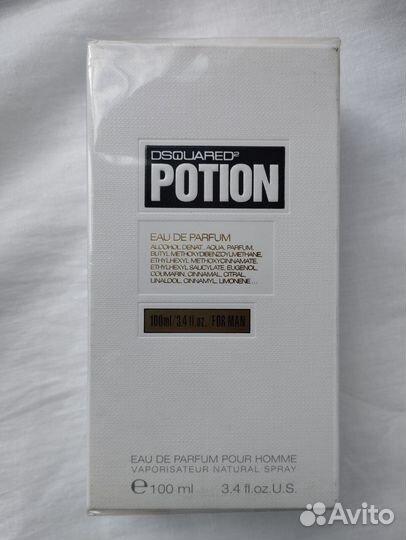 DSQUARED²
POTION
EAU DE PARFUM
ALCOHOL DENAT., AQUA, PARFUM,
BUTYL METHOXYDIBENZOYLMETHANE,
ETHYLHEXYL METHOXYCINNAMATE,
ETHYLHEXYL SALICYLATE, EUGENOL,
COUMARIN, CINNAMAL, CITRAL,
LINALOOL, CINNAMYL, LIMONENE...
100ml/3.4 fl.oz. FOR MAN
EAU DE PARFUM POUR HOMME
VAPORISATEUR NATURAL SPRAY
℮ 100 ml 3.4 fl.oz.U.S.
Avito